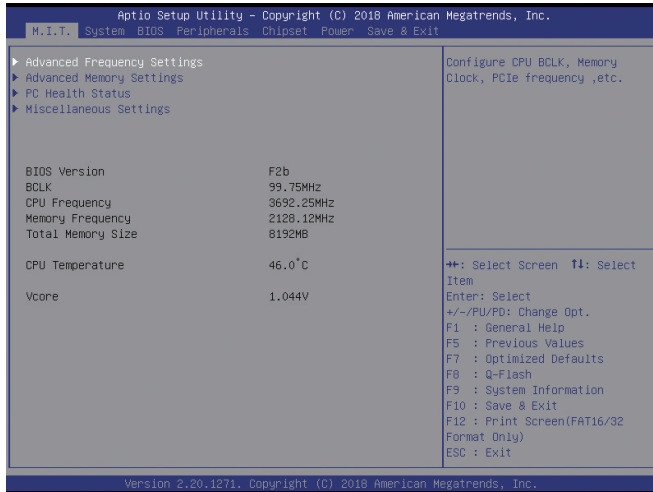 Aptio Setup Utility – Copyright (C) 2018 American Megatrends, Inc.
M.I.T. System BIOS Peripherals Chipset Power Save & Exit
Advanced Frequency Settings
Advanced Memory Settings
PC Health Status
Miscellaneous Settings
BIOS Version F2b
BCLK 99.75MHz
CPU Frequency 3692.25MHz
Memory Frequency 2128.12MHz
Total Memory Size 8192MB
CPU Temperature 46.0°C
Vcore 1.044V
Configure CPU BCLK, Memory
Clock, PCIe frequency ,etc.
→←: Select Screen ↑↓: Select
Item
Enter: Select
+/-/PU/PD: Change Opt.
F1 : General Help
F5 : Previous Values
F7 : Optimized Defaults
F8 : Q-Flash
F9 : System Information
F10 : Save & Exit
F12 : Print Screen(FAT16/32
Format Only)
ESC : Exit
Version 2.20.1271. Copyright (C) 2018 American Megatrends, Inc.